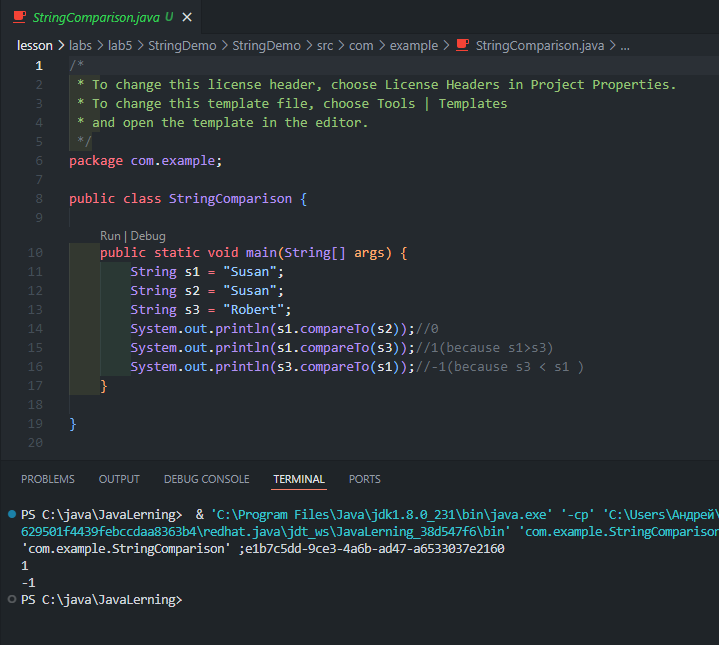 StringComparison.java U ×
lesson > labs > lab5 > StringDemo > StringDemo > src > com > example > StringComparison.java > ...
1 /*
2 * To change this license header, choose License Headers in Project Properties.
3 * To change this template file, choose Tools | Templates
4 * and open the template in the editor.
5 */
6 package com.example;
7
8 public class StringComparison {
9
Run | Debug
10 public static void main(String[] args) {
11 String s1 = "Susan";
12 String s2 = "Susan";
13 String s3 = "Robert";
14 System.out.println(s1.compareTo(s2));//0
15 System.out.println(s1.compareTo(s3));//1(because s1>s3)
16 System.out.println(s3.compareTo(s1));//-1(because s3 < s1 )
17 }
18
19 }
20
PROBLEMS OUTPUT DEBUG CONSOLE TERMINAL PORTS
PS C:\java\JavaLerning> & 'C:\Program Files\Java\jdk1.8.0_231\bin\java.exe' '-cp' 'C:\Users\Андрей\
629501f4439febccdaa8363b4\redhat.java\jdt_ws\JavaLerning_38d547f6\bin' 'com.example.StringComparison
'com.example.StringComparison' ;e1b7c5dd-9ce3-4a6b-ad47-a6533037e2160
1
-1
PS C:\java\JavaLerning>